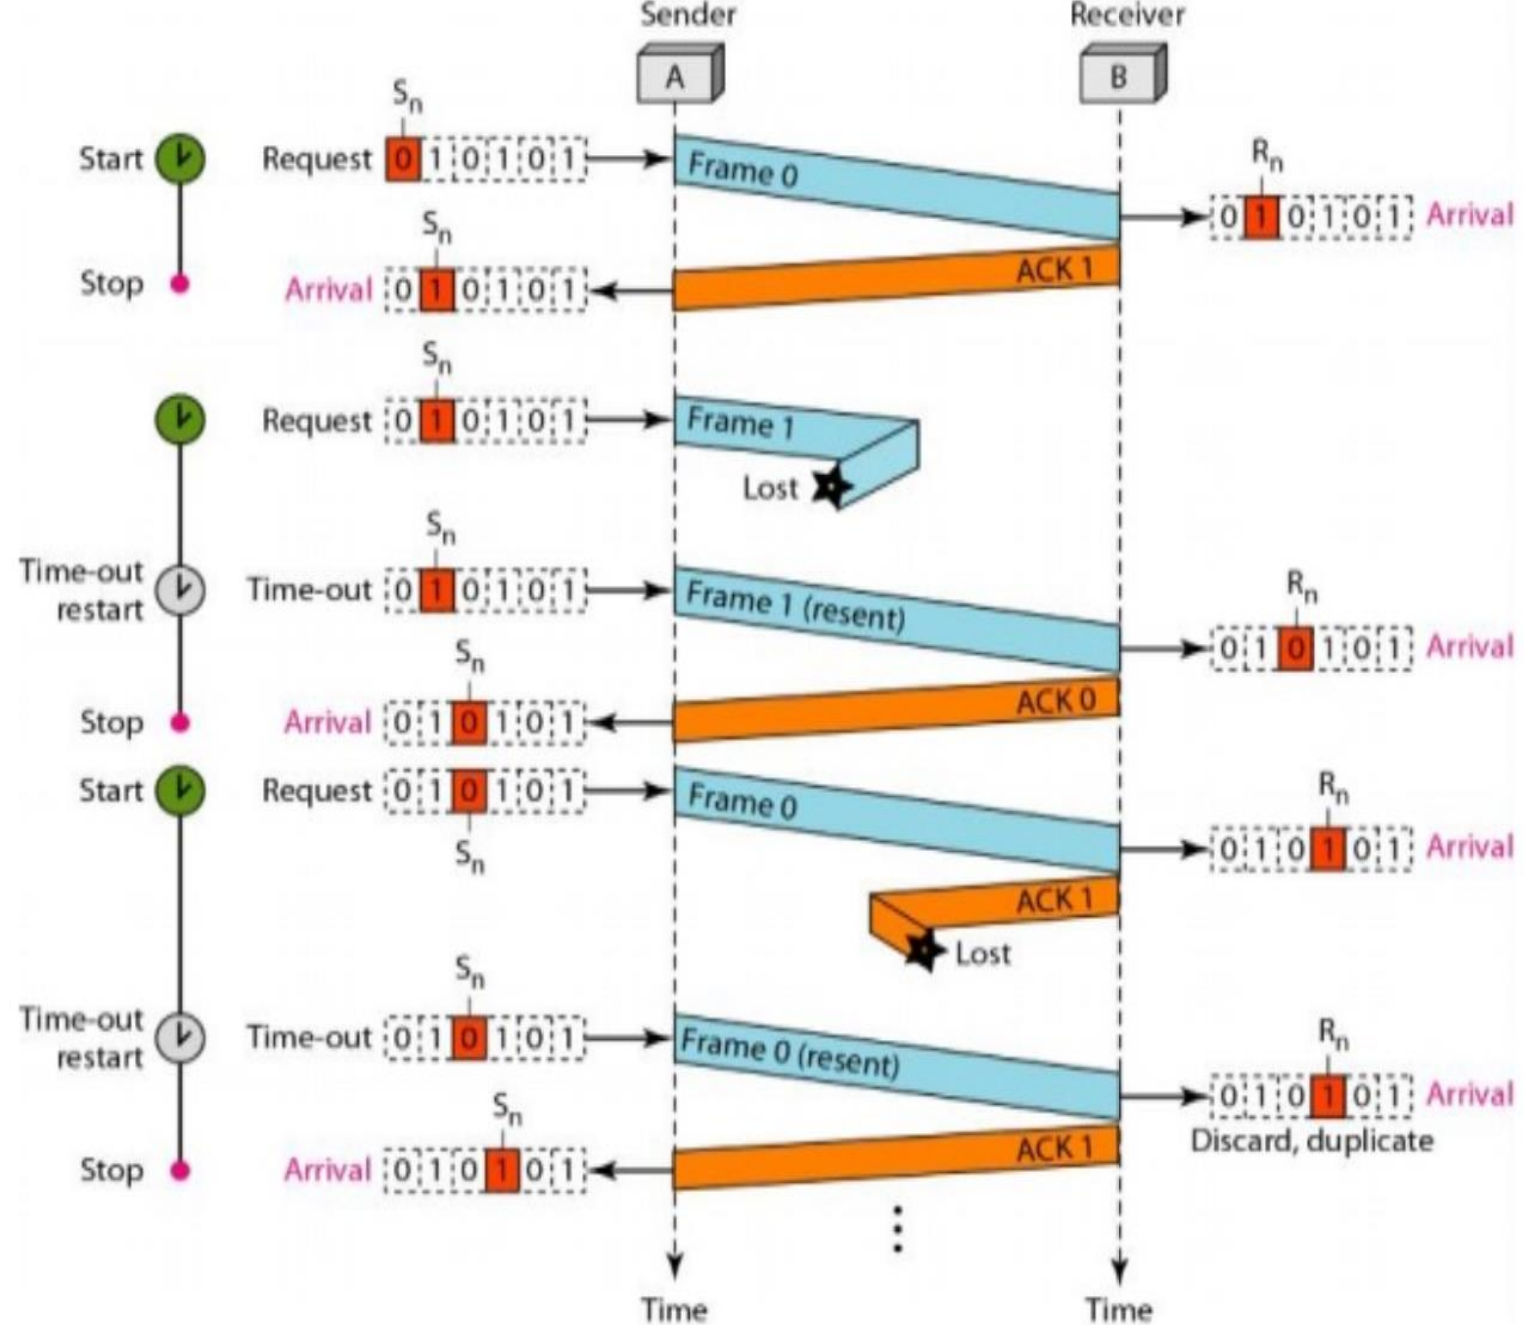 Sender Receiver
A B
Sn
Start Request 0 1 0 1 0 1 Frame 0
Rn
0 1 0 1 0 1 Arrival
Sn
Stop Arrival 0 1 0 1 0 1 ACK 1
Sn
Request 0 1 0 1 0 1 Frame 1
Lost
Sn
Time-out
restart
Time-out 0 1 0 1 0 1 Frame 1 (resent)
Rn
0 1 0 1 0 1 Arrival
Sn
Stop Arrival 0 1 0 1 0 1 ACK 0
Start Request 0 1 0 1 0 1 Frame 0
Sn
Rn
0 1 0 1 0 1 Arrival
ACK 1
Lost
Sn
Time-out
restart
Time-out 0 1 0 1 0 1 Frame 0 (resent)
Rn
0 1 0 1 0 1 Arrival
Discard, duplicate
Sn
Stop Arrival 0 1 0 1 0 1 ACK 1
Time Time